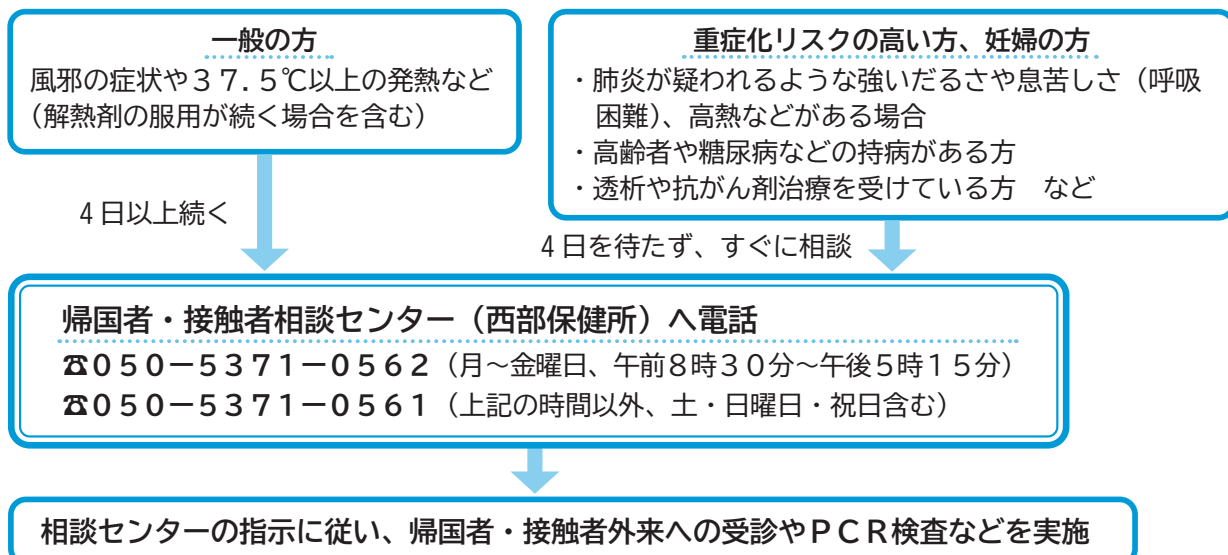 一般の方
風邪の症状や３７.５℃以上の発熱など
（解熱剤の服用が続く場合を含む）
4日以上続く
重症化リスクの高い方、妊婦の方
・肺炎が疑われるような強いだるさや息苦しさ（呼吸
困難）、高熱などがある場合
・高齢者や糖尿病などの持病がある方
・透析や抗がん剤治療を受けている方　など
4日を待たず、すぐに相談
帰国者・接触者相談センター（西部保健所）へ電話
☎０５０－５３７１－０５６２（月～金曜日、午前８時３０分～午後５時１５分）
☎０５０－５３７１－０５６１（上記の時間以外、土・日曜日・祝日含む）
相談センターの指示に従い、帰国者・接触者外来への受診やＰＣＲ検査などを実施